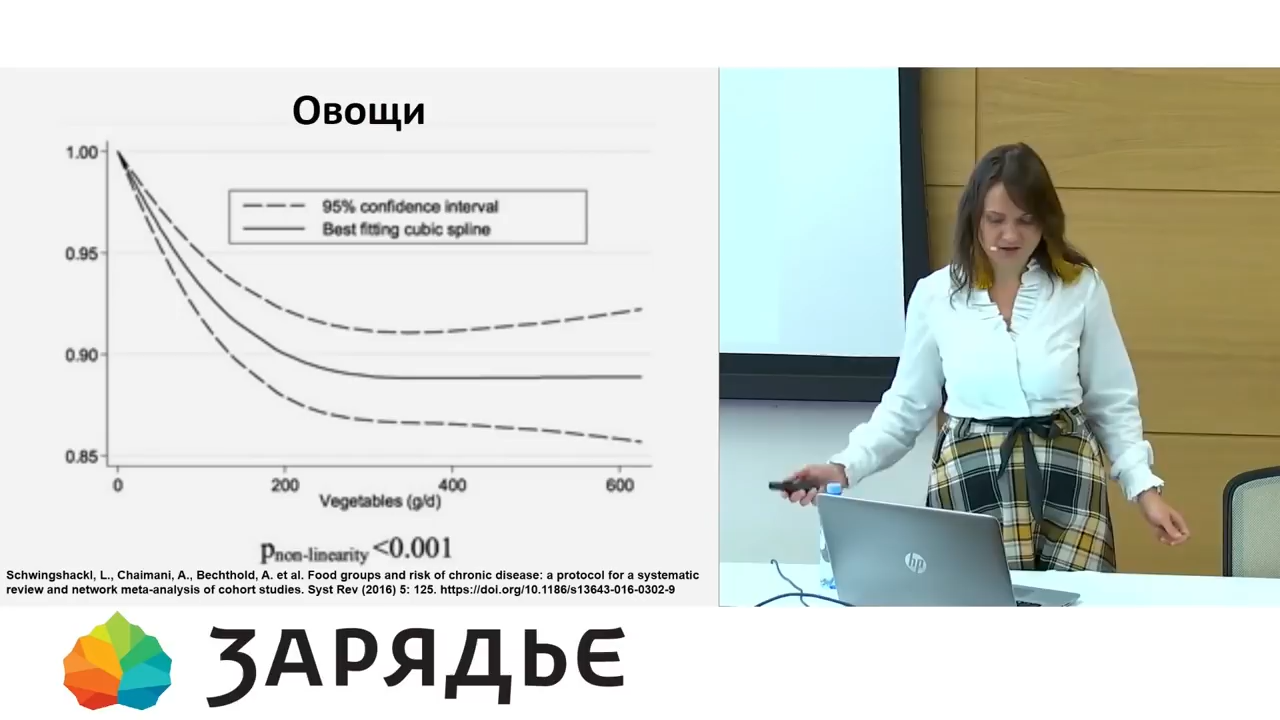 Овощи
1.00
0.95
0.90
0.85
95% confidence interval
Best fitting cubic spline
0
200
400
600
Vegetables (g/d)
pnon-linearity <0.001
Schwingshackl, L., Chaimani, A., Bechthold, A. et al. Food groups and risk of chronic disease: a protocol for a systematic
review and network meta-analysis of cohort studies. Syst Rev (2016) 5: 125. https://doi.org/10.1186/s13643-016-0302-9
hp
ЗАРЯДЬЕ